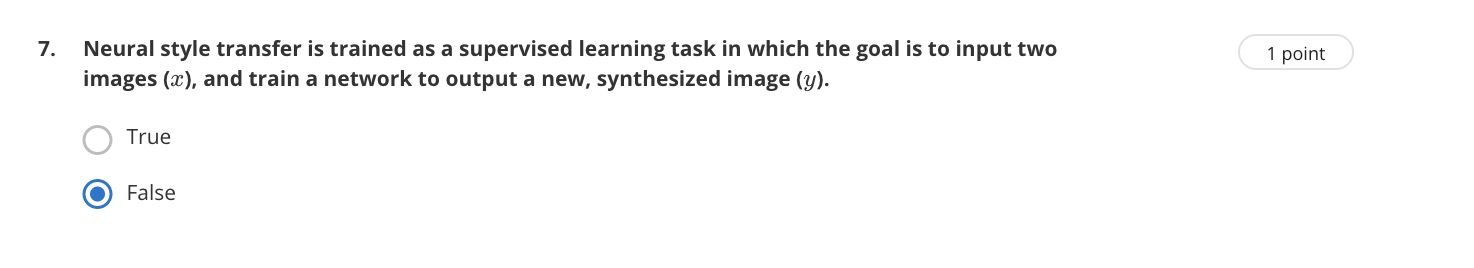 7. Neural style transfer is trained as a supervised learning task in which the goal is to input two
images (x), and train a network to output a new, synthesized image (y).
1 point
True
False